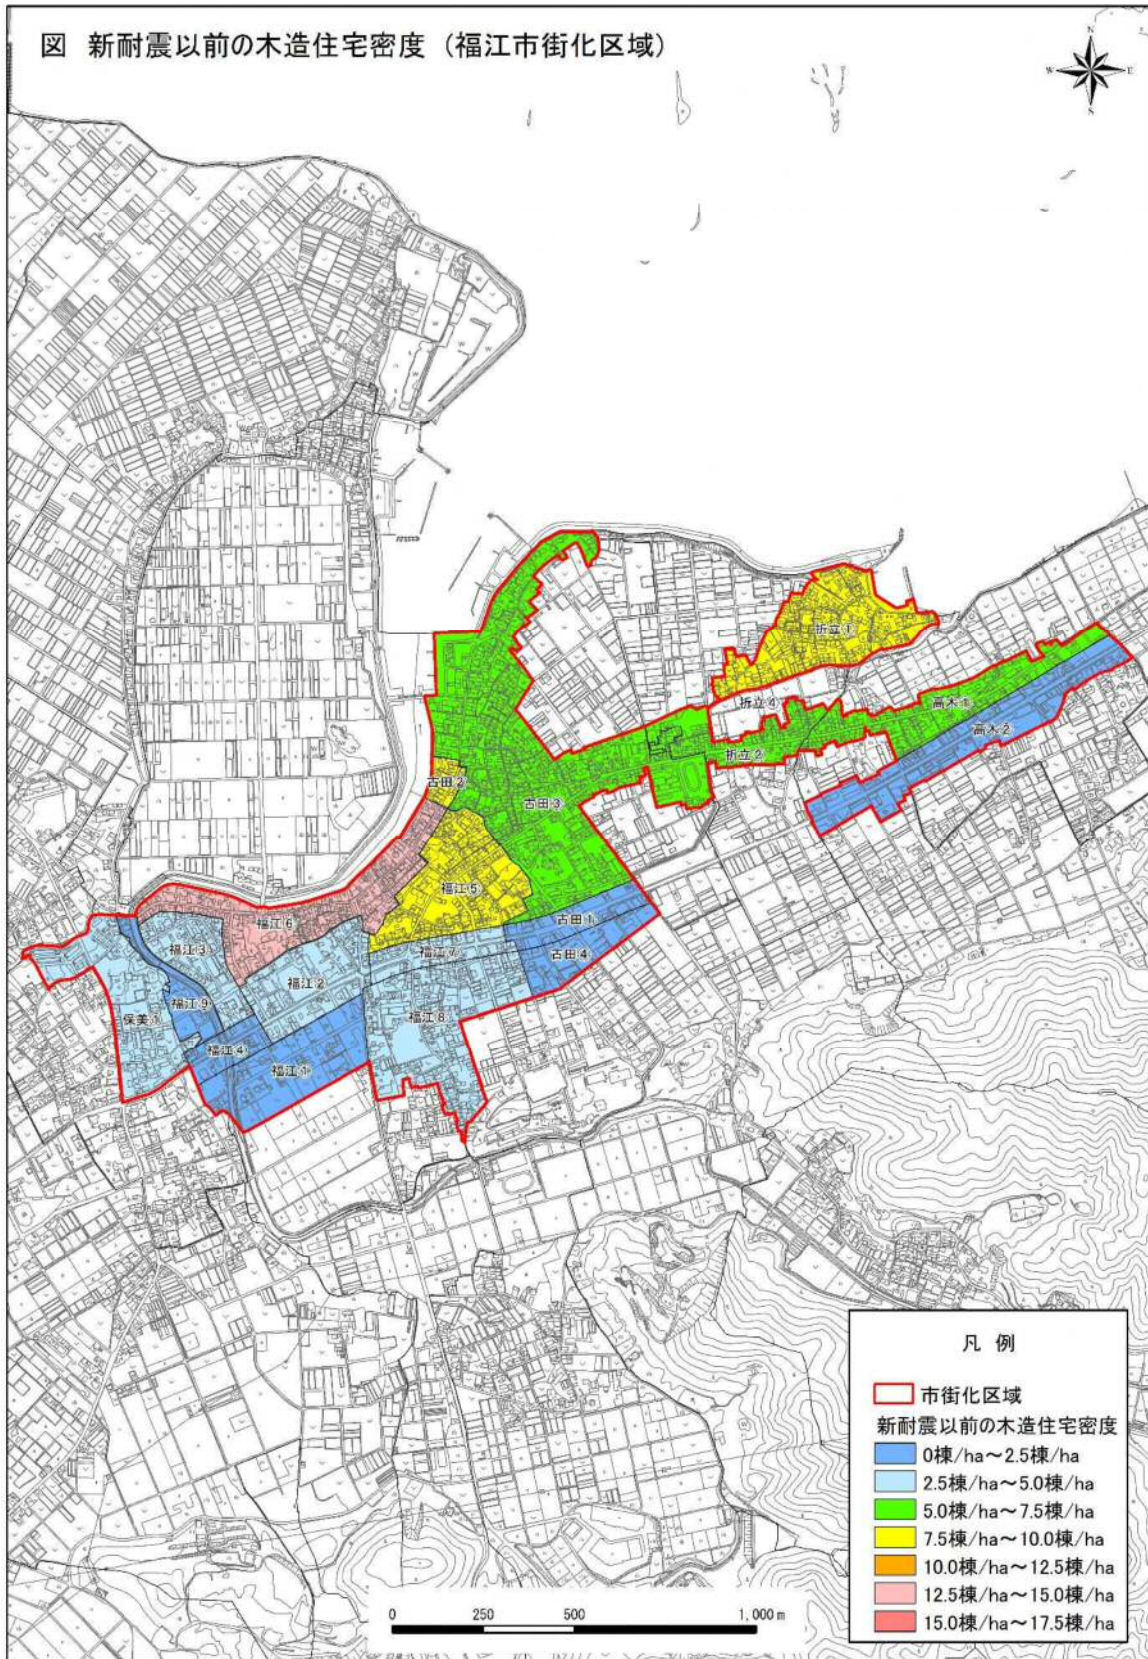 図 新耐震以前の木造住宅密度（福江市街化区域）
N
W E
S
折立①
折立④
高木①
折立②
高木②
古田②
古田③
福江⑤
福江⑥
古田①
福江③
福江⑦
古田④
福江②
福江⑨
保美①
福江⑧
福江④
福江①
凡 例
市街化区域
新耐震以前の木造住宅密度
0棟/ha～2.5棟/ha
2.5棟/ha～5.0棟/ha
5.0棟/ha～7.5棟/ha
7.5棟/ha～10.0棟/ha
10.0棟/ha～12.5棟/ha
12.5棟/ha～15.0棟/ha
15.0棟/ha～17.5棟/ha
0 250 500 1,000 m